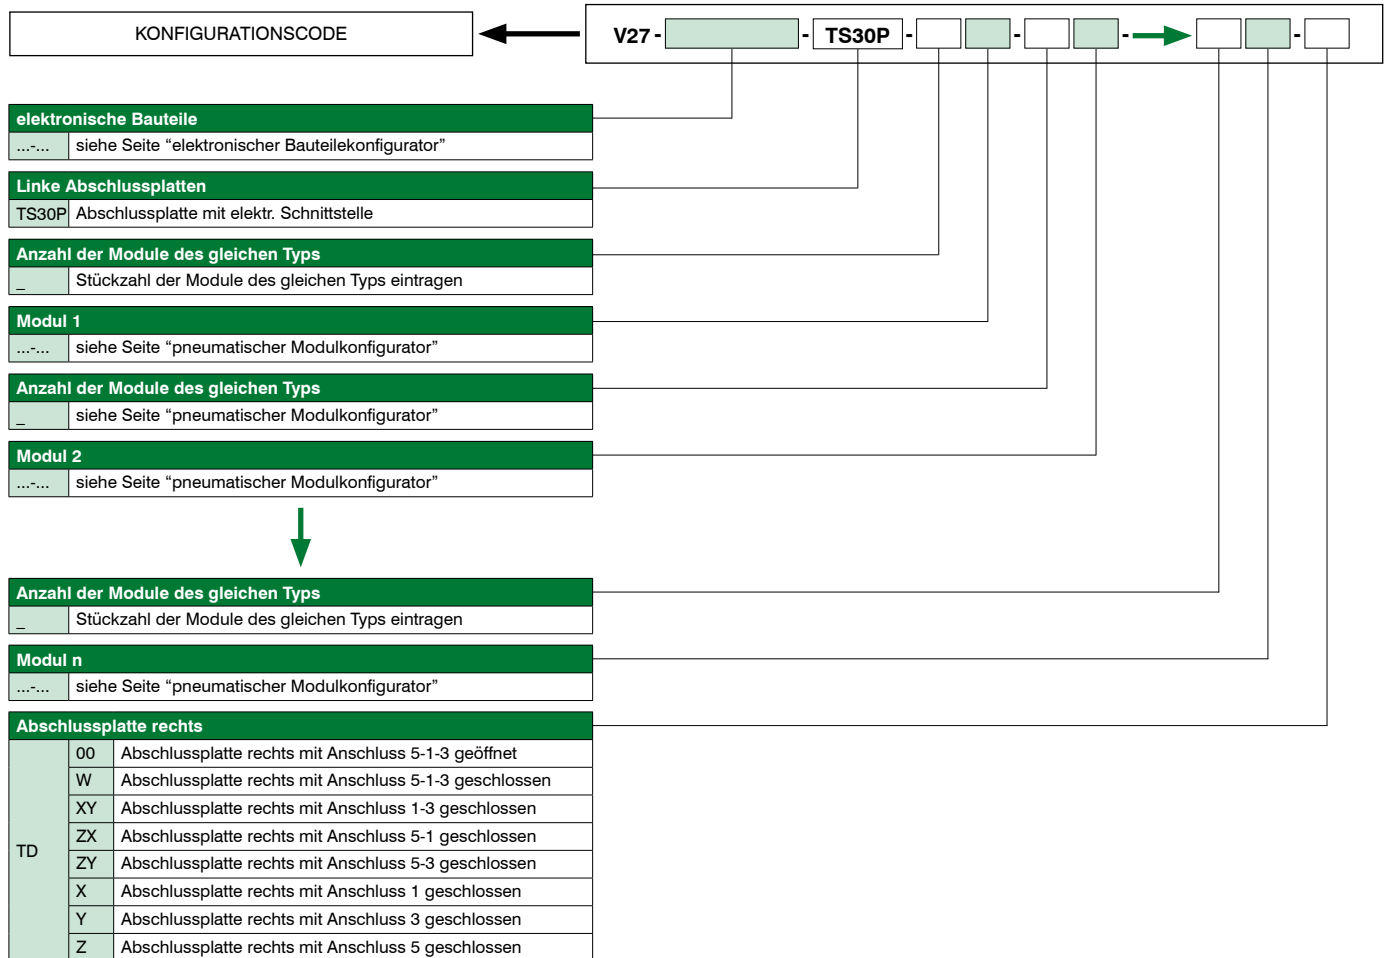 KONFIGURATIONSCODE
V27 - - TS30P - - - - -
elektronische Bauteile
...-... siehe Seite “elektronischer Bauteilekonfigurator”
Linke Abschlussplatten
TS30P Abschlussplatte mit elektr. Schnittstelle
Anzahl der Module des gleichen Typs
_ Stückzahl der Module des gleichen Typs eintragen
Modul 1
...-... siehe Seite “pneumatischer Modulkonfigurator”
Anzahl der Module des gleichen Typs
_ siehe Seite “pneumatischer Modulkonfigurator”
Modul 2
...-... siehe Seite “pneumatischer Modulkonfigurator”
Anzahl der Module des gleichen Typs
_ Stückzahl der Module des gleichen Typs eintragen
Modul n
...-... siehe Seite “pneumatischer Modulkonfigurator”
Abschlussplatte rechts
TD
00 Abschlussplatte rechts mit Anschluss 5-1-3 geöffnet
W Abschlussplatte rechts mit Anschluss 5-1-3 geschlossen
XY Abschlussplatte rechts mit Anschluss 1-3 geschlossen
ZX Abschlussplatte rechts mit Anschluss 5-1 geschlossen
ZY Abschlussplatte rechts mit Anschluss 5-3 geschlossen
X Abschlussplatte rechts mit Anschluss 1 geschlossen
Y Abschlussplatte rechts mit Anschluss 3 geschlossen
Z Abschlussplatte rechts mit Anschluss 5 geschlossen